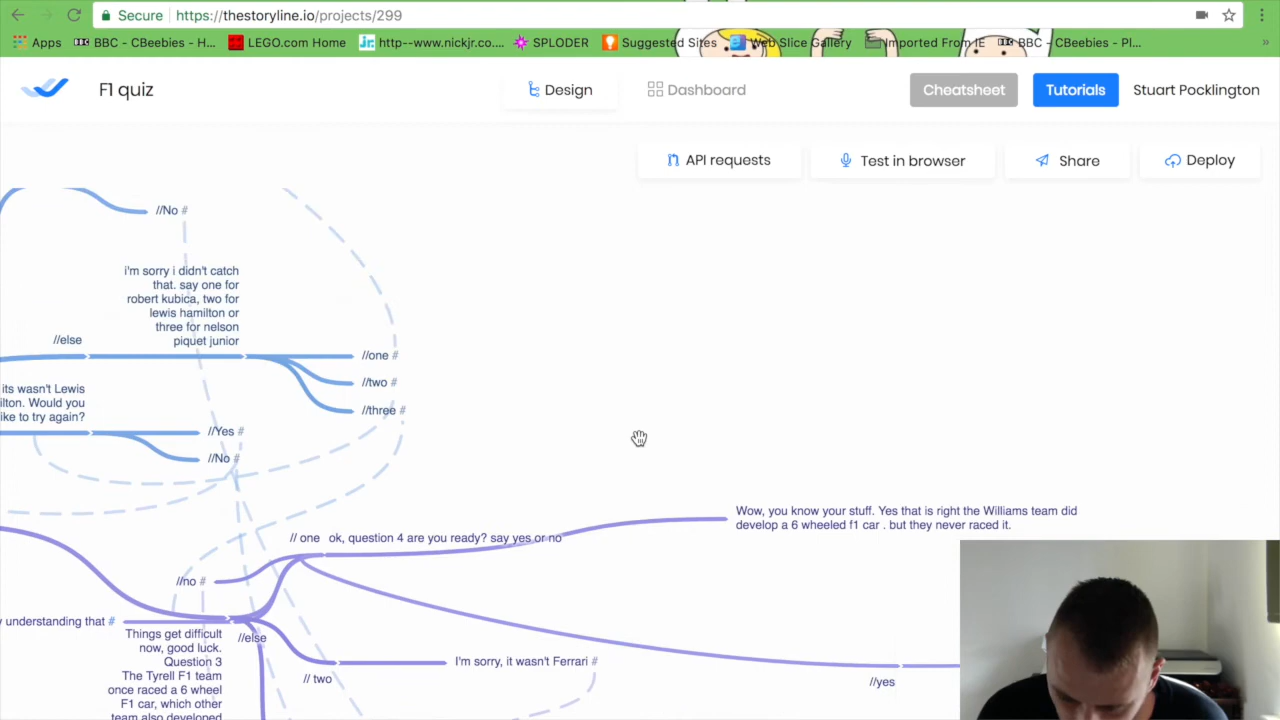 Secure https://thestoryline.io/projects/299
Apps BBC - CBeebies - H... LEGO.com Home http--www.nickjr.co.... SPLODER Suggested Sites Web Slice Gallery Imported From IE BBC - CBeebies - Pl... »
F1 quiz Design Dashboard Cheatsheet Tutorials Stuart Pocklington
API requests Test in browser Share Deploy
//No #
i'm sorry i didn't catch
that. say one for
robert kubica, two for
lewis hamilton or
three for nelson
piquet junior
//else
//one #
//two #
//three #
its wasn't Lewis
ilton. Would you
ike to try again?
//Yes #
//No #
Wow, you know your stuff. Yes that is right the Williams team did
develop a 6 wheeled f1 car . but they never raced it.
// one ok, question 4 are you ready? say yes or no
//no #
y understanding that #
Things get difficult
now, good luck.
Question 3
The Tyrell F1 team
once raced a 6 wheel
F1 car, which other
team also developed
//else
// two
I'm sorry, it wasn't Ferrari #
//yes